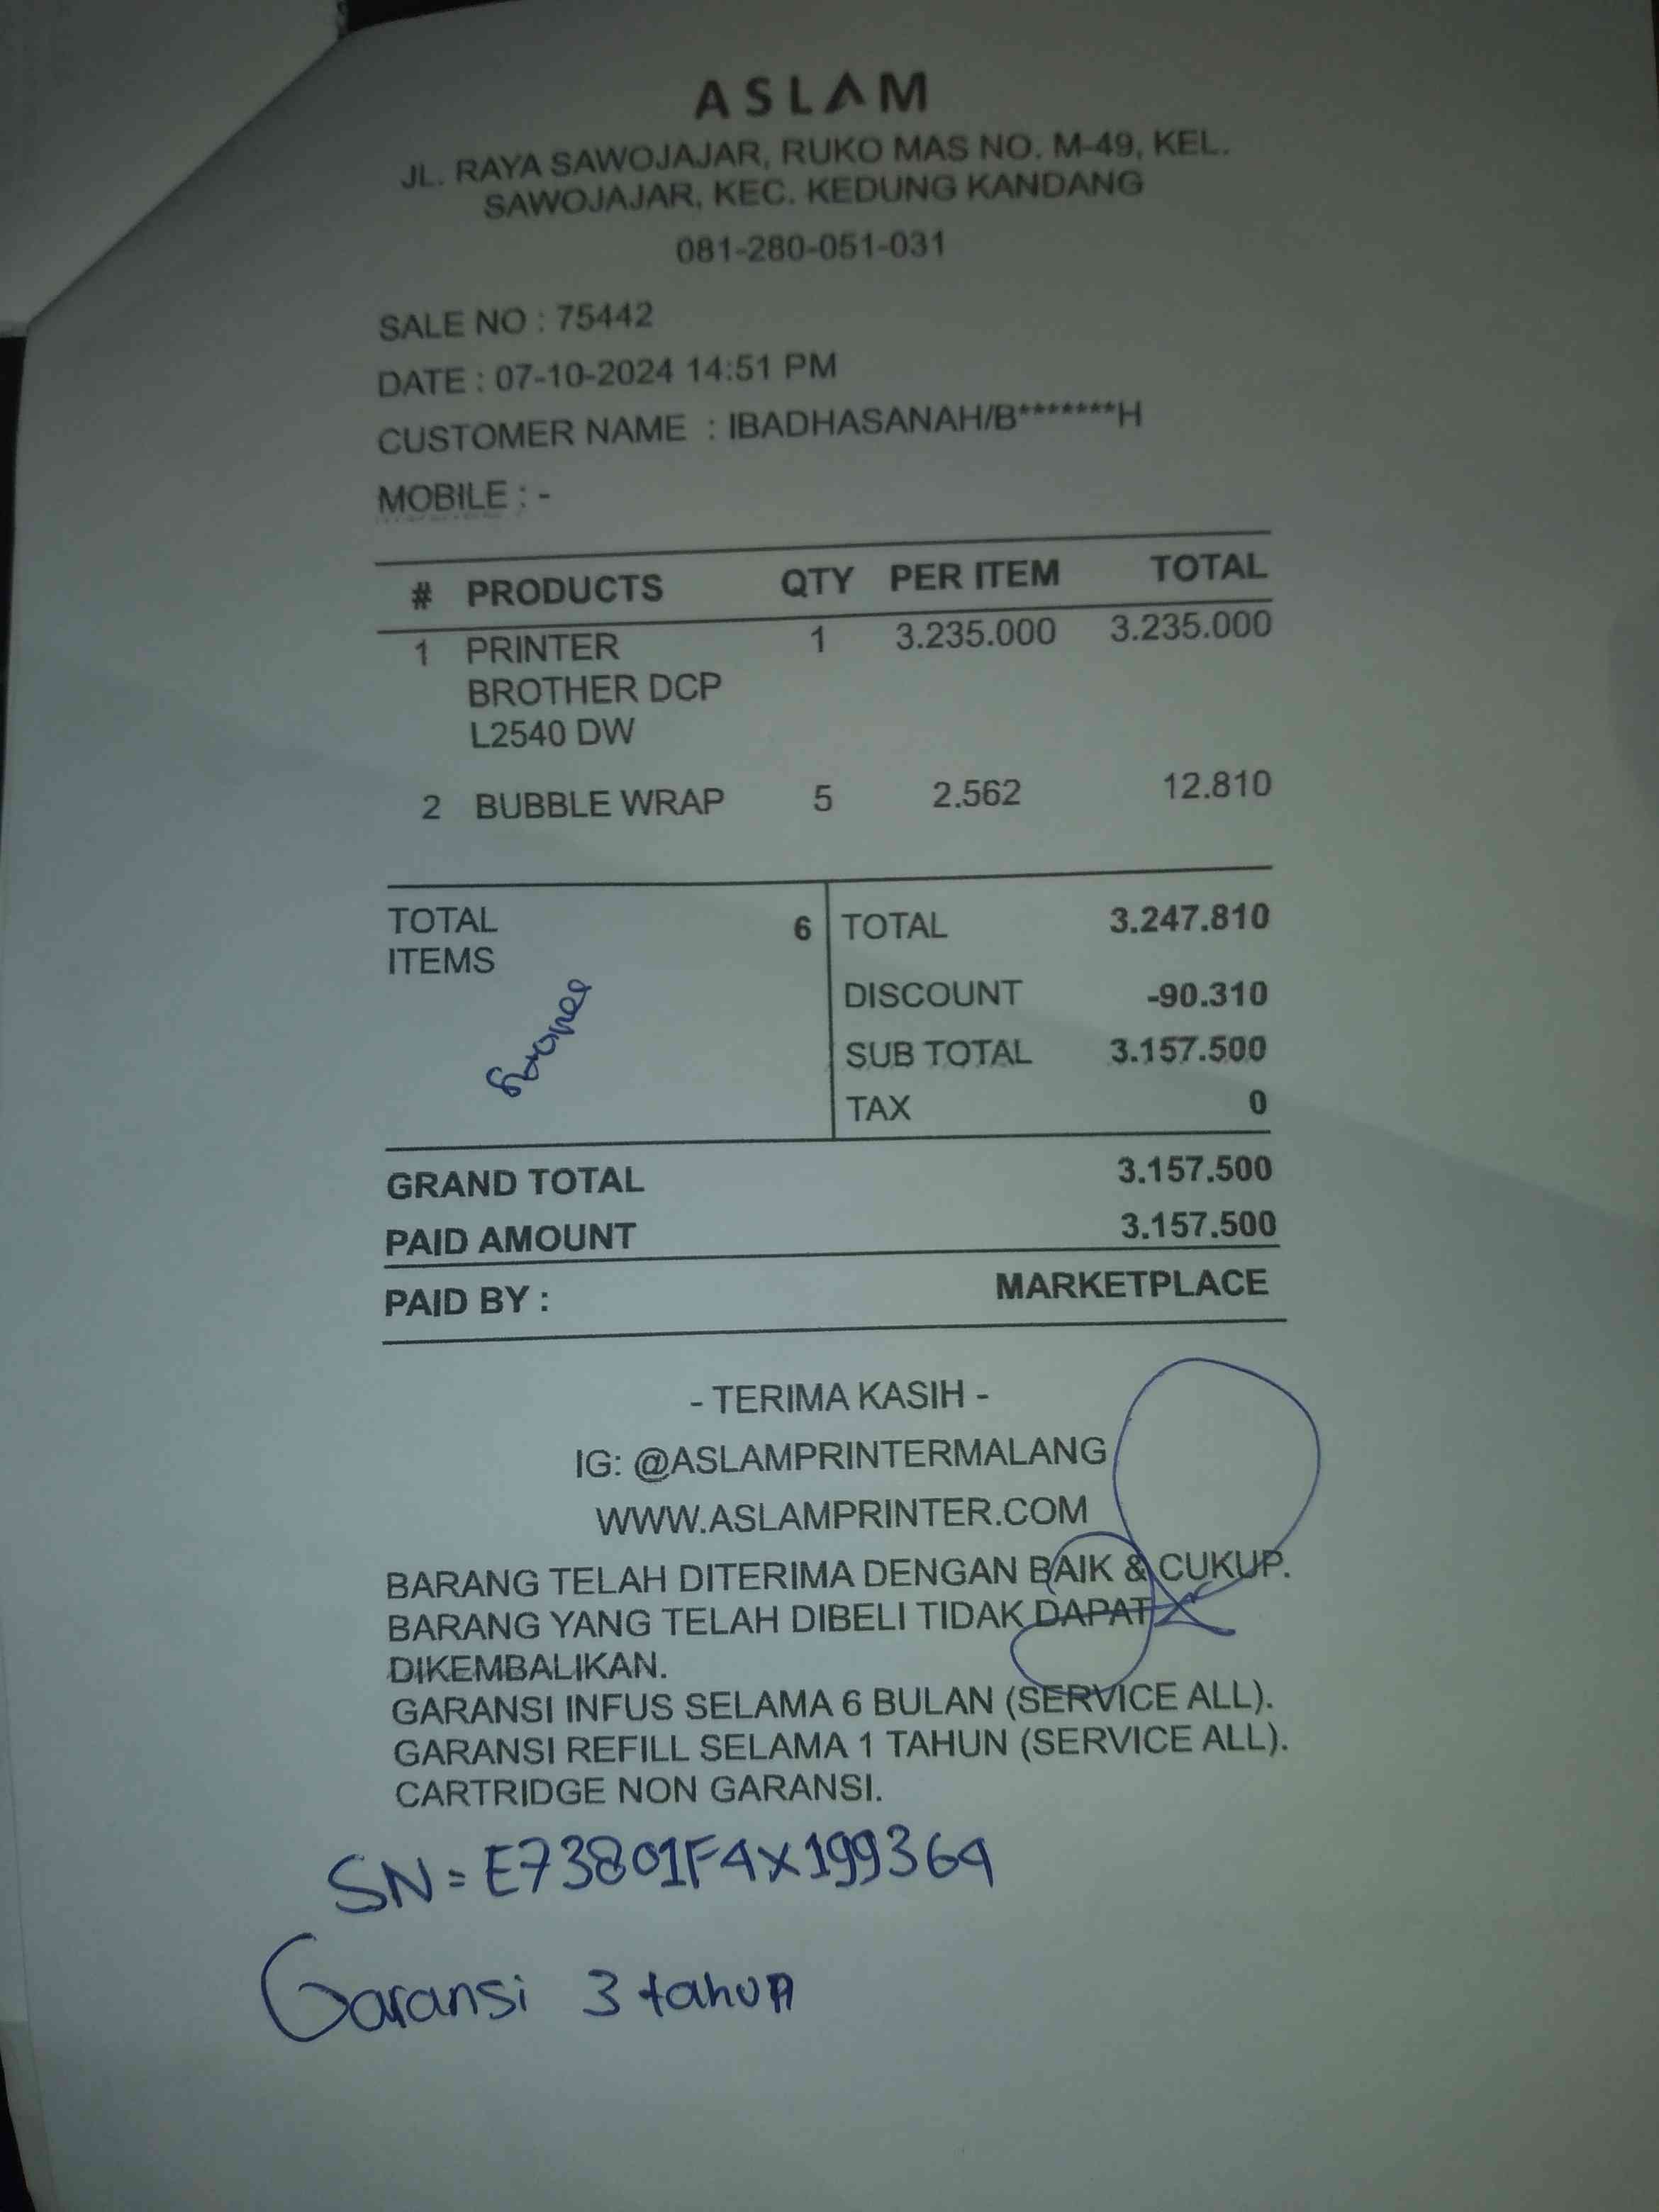 ASLAM
JL. RAYA SAWOJAJAR, RUKO MAS NO. M-49, KEL.
SAWOJAJAR, KEC. KEDUNG KANDANG
081-280-051-031
SALE NO : 75442
DATE : 07-10-2024 14:51 PM
CUSTOMER NAME : IBADHASANAH/B*******H
MOBILE : -
# PRODUCTS QTY PER ITEM TOTAL
1 PRINTER 1 3.235.000 3.235.000
BROTHER DCP
L2540 DW
2 BUBBLE WRAP 5 2.562 12.810
TOTAL 6 TOTAL 3.247.810
ITEMS
DISCOUNT -90.310
SUB TOTAL 3.157.500
TAX 0
GRAND TOTAL 3.157.500
PAID AMOUNT 3.157.500
PAID BY : MARKETPLACE
- TERIMA KASIH -
IG: @ASLAMPRINTERMALANG
WWW.ASLAMPRINTER.COM
BARANG TELAH DITERIMA DENGAN BAIK & CUKUP.
BARANG YANG TELAH DIBELI TIDAK DAPAT
DIKEMBALIKAN.
GARANSI INFUS SELAMA 6 BULAN (SERVICE ALL).
GARANSI REFILL SELAMA 1 TAHUN (SERVICE ALL).
CARTRIDGE NON GARANSI.
SN= E73801F4X199364
Garansi 3 tahun